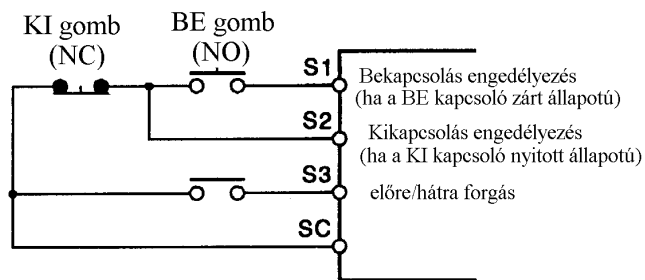 KI gomb
(NC)
BE gomb
(NO)
S1
Bekapcsolás engedélyezés
(ha a BE kapcsoló zárt állapotú)
S2
Kikapcsolás engedélyezés
(ha a KI kapcsoló nyitott állapotú)
S3
előre/hátra forgás
SC